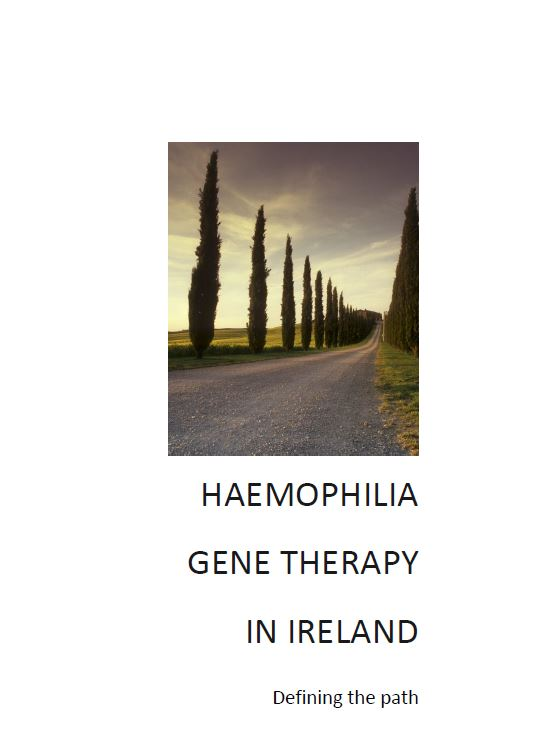 HAEMOPHILIA
GENE THERAPY
IN IRELAND
Defining the path